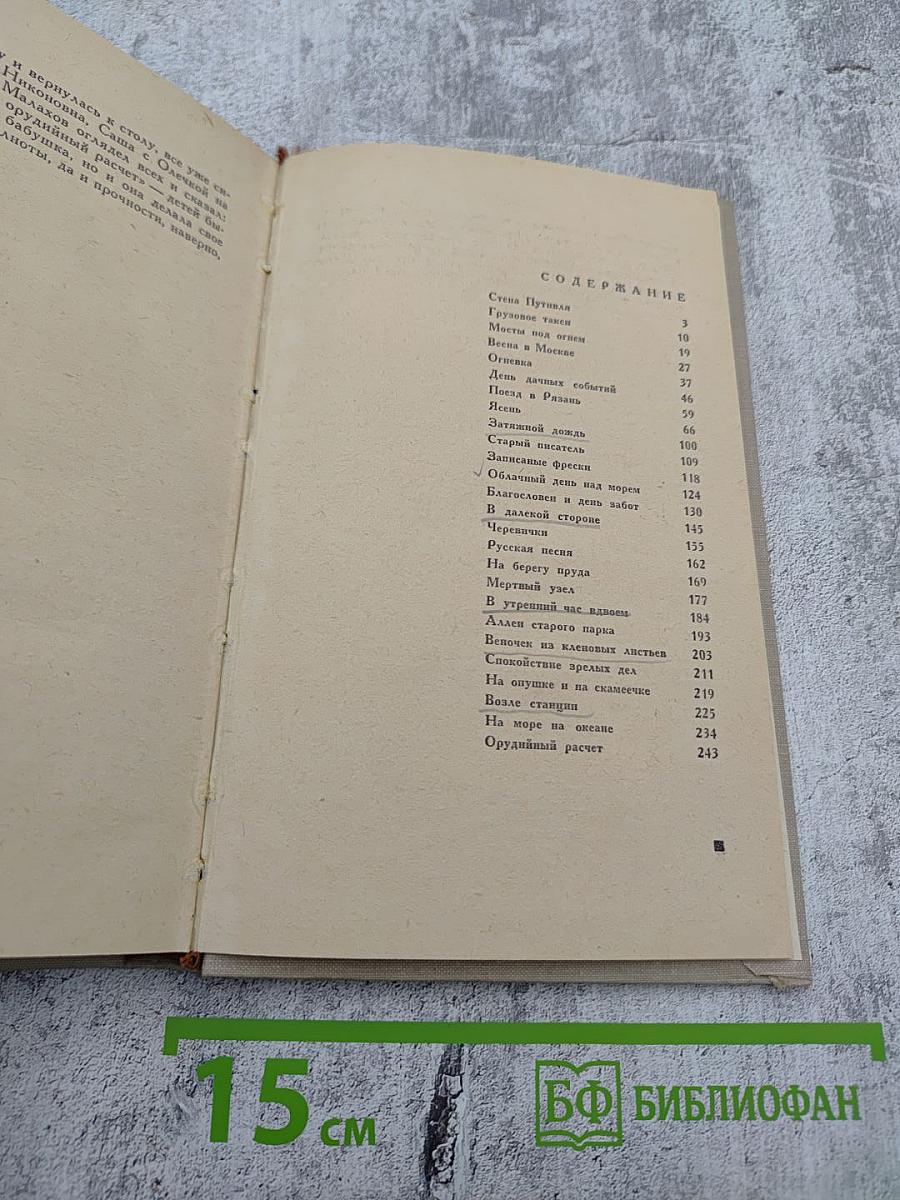 у и вернулась к столу, все уже си-
Никоновна, Саша с Олечкой на
Малахов оглядел всех и сказал:
орудийный расчет» — детей бы-
бабушка, но и она делала свое
лноты, да и прочности, наверно,
СОДЕРЖАНИЕ
Стена Путивля 3
Грузовое такси 10
Мосты под огнем 19
Весна в Москве 27
Огневка 37
День дачных событий 46
Поезд в Рязань 59
Ясень 66
Затяжной дождь 100
Старый писатель 109
Записаные фрески 118
Облачный день над морем 124
Благословен и день забот 130
В далекой стороне 145
Черевички 155
Русская песня 162
На берегу пруда 169
Мертвый узел 177
В утренний час вдвоем 184
Аллеи старого парка 193
Веночек из кленовых листьев 203
Спокойствие зрелых дел 211
На опушке и на скамеечке 219
Возле станции 225
На море на океане 234
Орудийный расчет 243
15 см
БФ БИБЛИОФАН